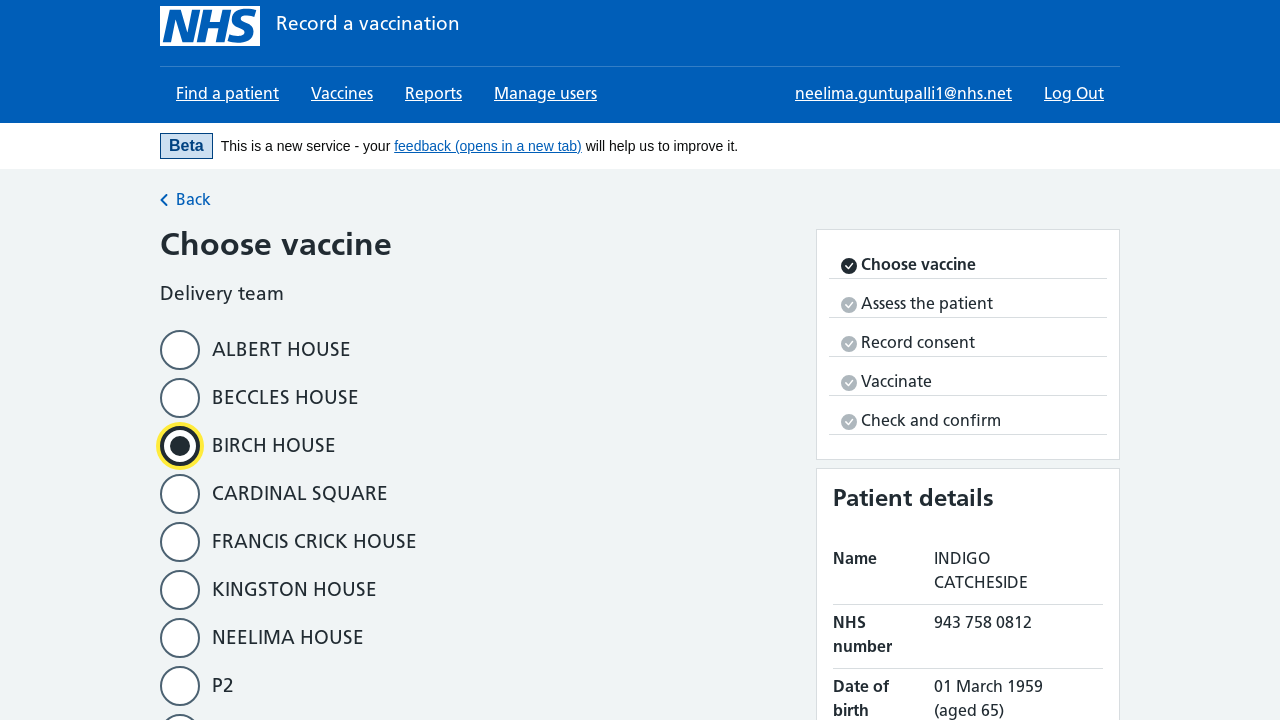 NHS
Record a vaccination
Find a patient
Vaccines
Reports
Manage users
neelima.guntupalli1@nhs.net
Log Out
Beta
This is a new service - your feedback (opens in a new tab) will help us to improve it.
Back
Choose vaccine
Delivery team
ALBERT HOUSE
BECCLES HOUSE
BIRCH HOUSE
CARDINAL SQUARE
FRANCIS CRICK HOUSE
KINGSTON HOUSE
NEELIMA HOUSE
P2
Choose vaccine
Assess the patient
Record consent
Vaccinate
Check and confirm
Patient details
Name
INDIGO
CATCHESIDE
NHS
number
943 758 0812
Date of
birth
01 March 1959
(aged 65)